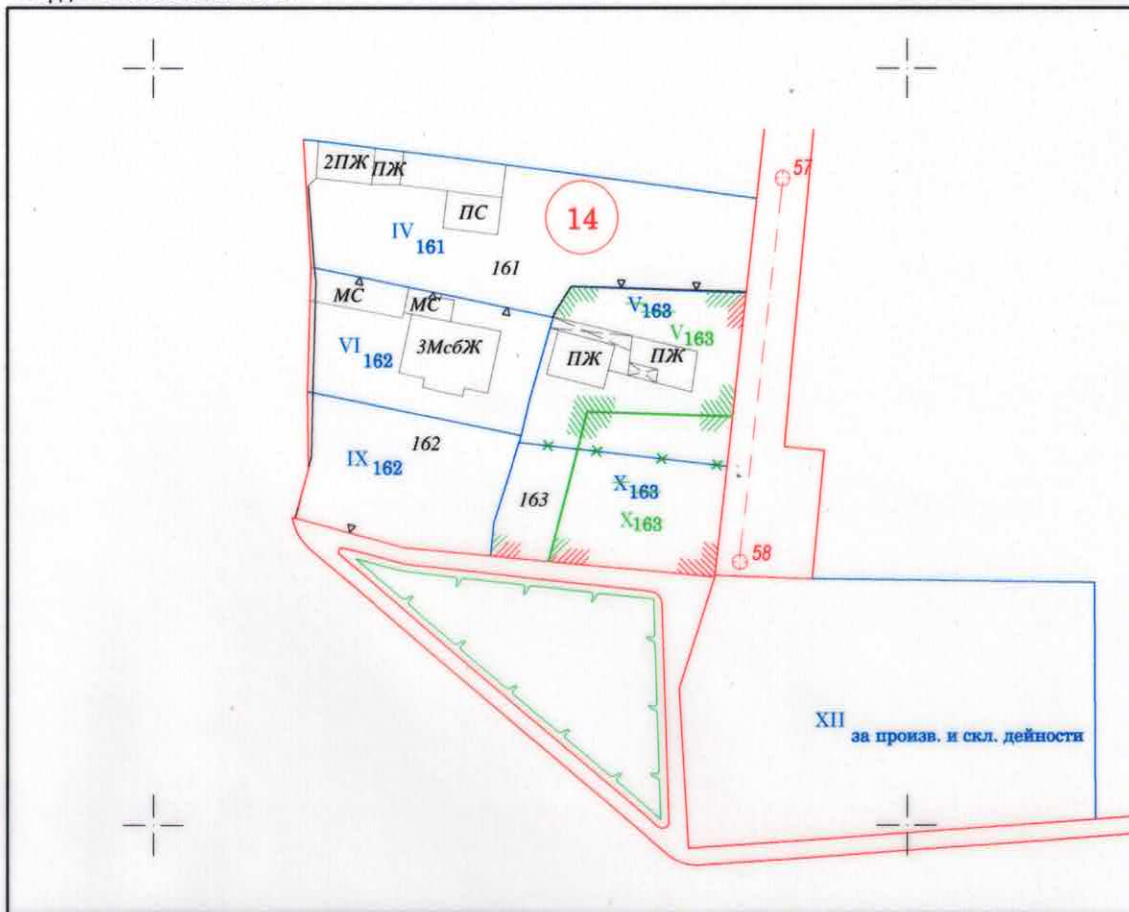 57
2ПЖ ПЖ
ПС
14
IV 161
161
МС
МС
V 163
V 163
VI 162
3МсбЖ
ПЖ
ПЖ
162
IX 162
163
X 163
X 163
58
XII за произв. и скл. дейности